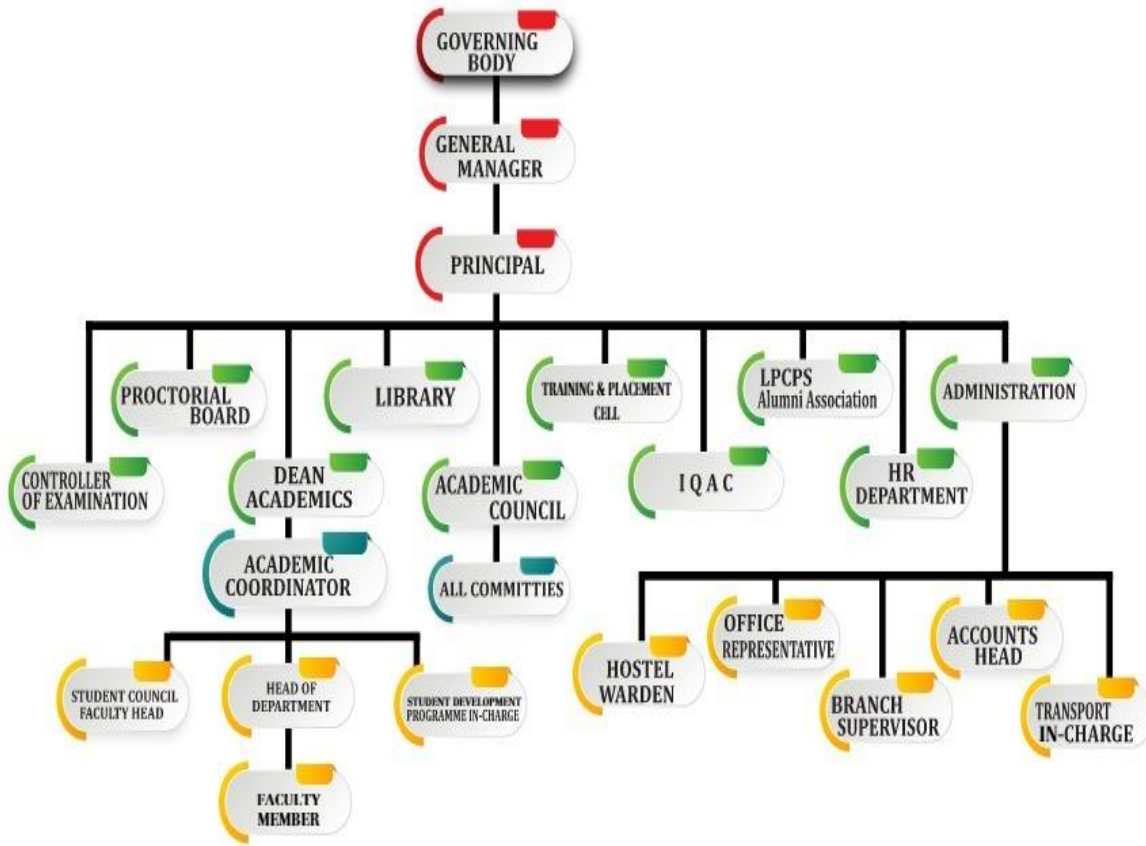 GOVERNING
BODY
GENERAL
MANAGER
PRINCIPAL
PROCTORIAL
BOARD
LIBRARY
TRAINING & PLACEMENT
CELL
LPCPS
Alumni Association
ADMINISTRATION
CONTROLLER
OF EXAMINATION
DEAN
ACADEMICS
ACADEMIC
COUNCIL
I Q A C
HR
DEPARTMENT
ACADEMIC
COORDINATOR
ALL COMMITTIES
STUDENT COUNCIL
FACULTY HEAD
HEAD OF
DEPARTMENT
STUDENT DEVELOPMENT
PROGRAMME IN-CHARGE
HOSTEL
WARDEN
OFFICE
REPRESENTATIVE
BRANCH
SUPERVISOR
ACCOUNTS
HEAD
TRANSPORT
IN-CHARGE
FACULTY
MEMBER